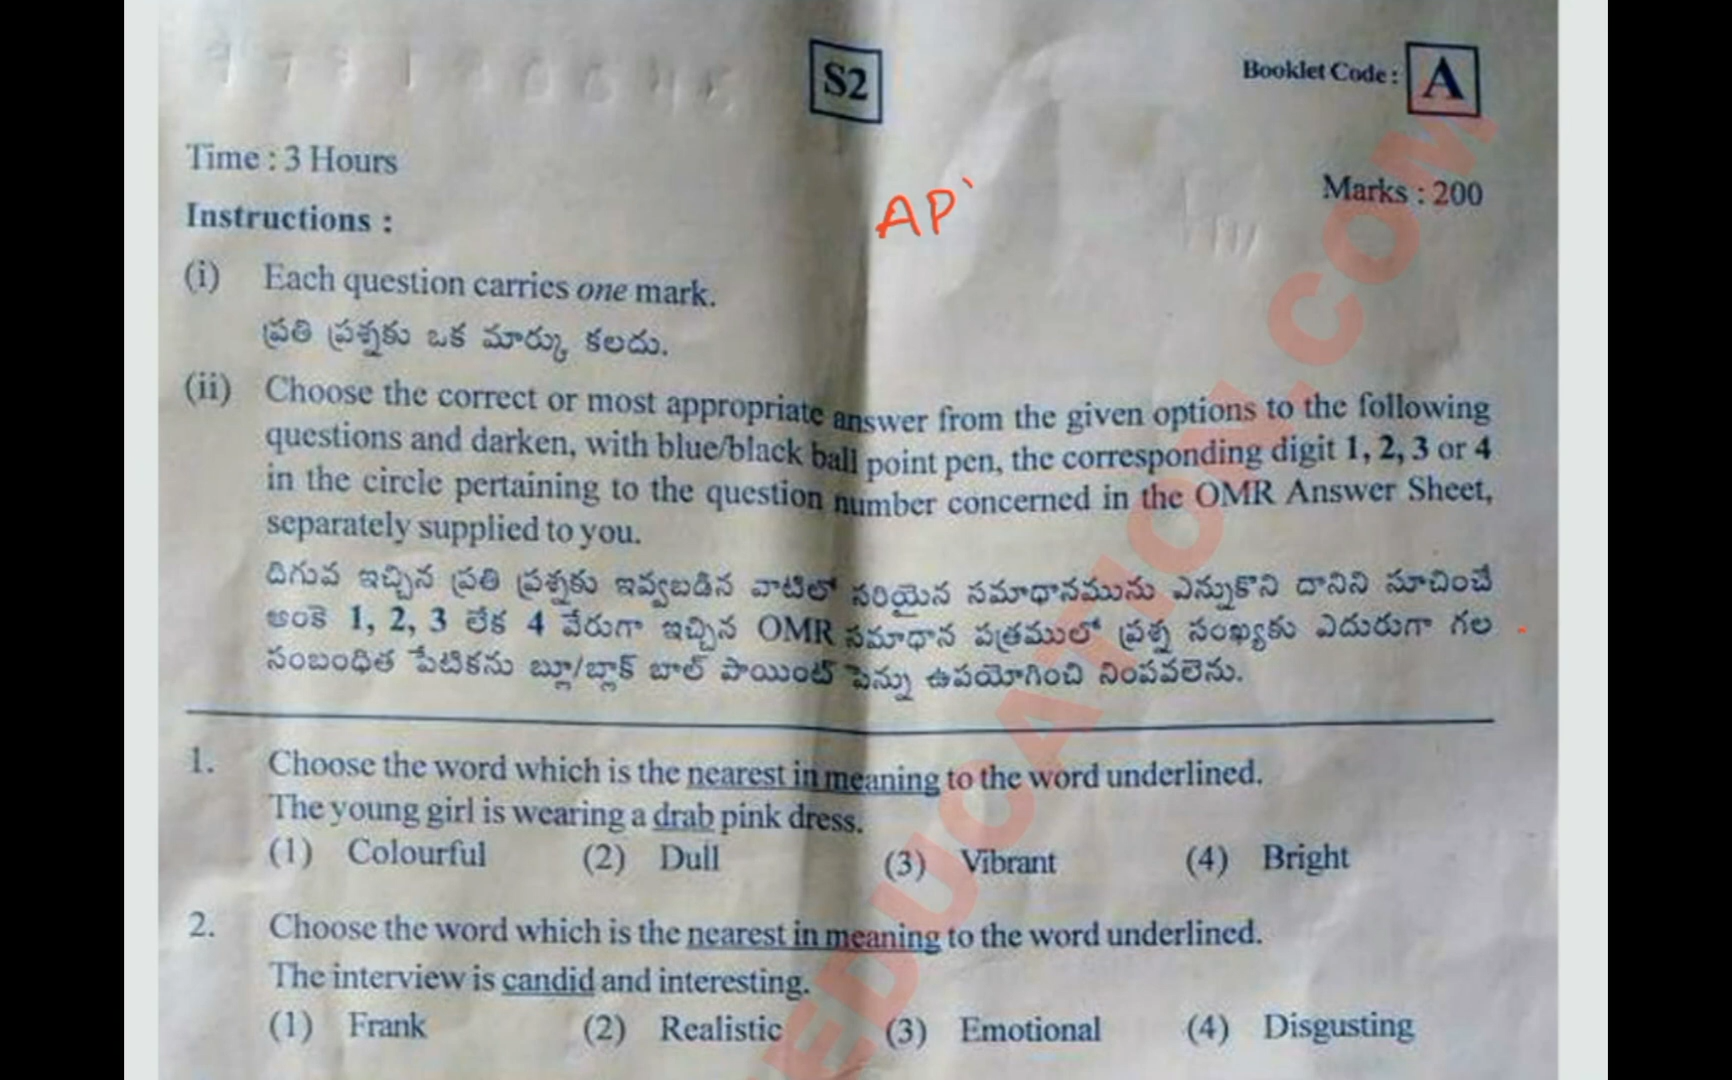 S2
Booklet Code : A
Time : 3 Hours
Marks : 200
AP
Instructions :
(i) Each question carries one mark.
ప్రతి ప్రశ్నకు ఒక మార్కు కలదు.
(ii) Choose the correct or most appropriate answer from the given options to the following
questions and darken, with blue/black ball point pen, the corresponding digit 1, 2, 3 or 4
in the circle pertaining to the question number concerned in the OMR Answer Sheet,
separately supplied to you.
దిగువ ఇచ్చిన ప్రతి ప్రశ్నకు ఇవ్వబడిన వాటిలో సరియైన సమాధానమును ఎన్నుకొని దానిని సూచించే
అంకె 1, 2, 3 లేక 4 వేరుగా ఇచ్చిన OMR సమాధాన పత్రములో ప్రశ్న సంఖ్యకు ఎదురుగా గల
సంబంధిత పేటికను బ్లూ/బ్లాక్ బాల్ పాయింట్ పెన్ను ఉపయోగించి నింపవలెను.
1. Choose the word which is the nearest in meaning to the word underlined.
The young girl is wearing a drab pink dress.
(1) Colourful (2) Dull (3) Vibrant (4) Bright
2. Choose the word which is the nearest in meaning to the word underlined.
The interview is candid and interesting.
(1) Frank (2) Realistic (3) Emotional (4) Disgusting
EDUCATION.COM